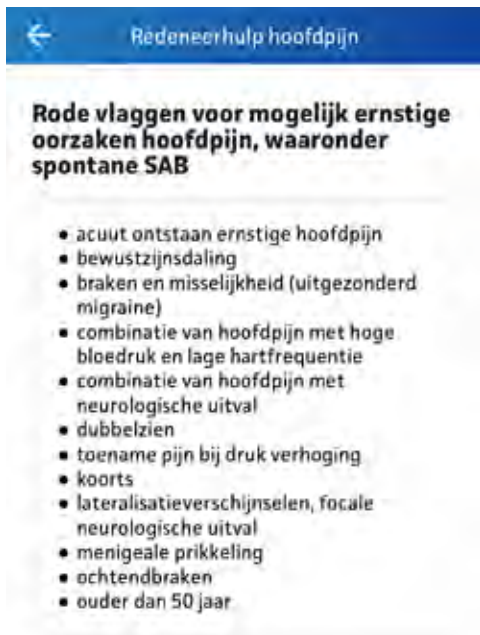 Redeneerhulp hoofdpijn
Rode vlaggen voor mogelijk ernstige
oorzaken hoofdpijn, waaronder
spontane SAB
• acuut ontstaan ernstige hoofdpijn
• bewustzijnsdaling
• braken en misselijkheid (uitgezonderd
migraine)
• combinatie van hoofdpijn met hoge
bloedruk en lage hartfrequentie
• combinatie van hoofdpijn met
neurologische uitval
• dubbelzien
• toename pijn bij druk verhoging
• koorts
• lateralisatieverschijnselen, focale
neurologische uitval
• menigeale prikkeling
• ochtendbraken
• ouder dan 50 jaar